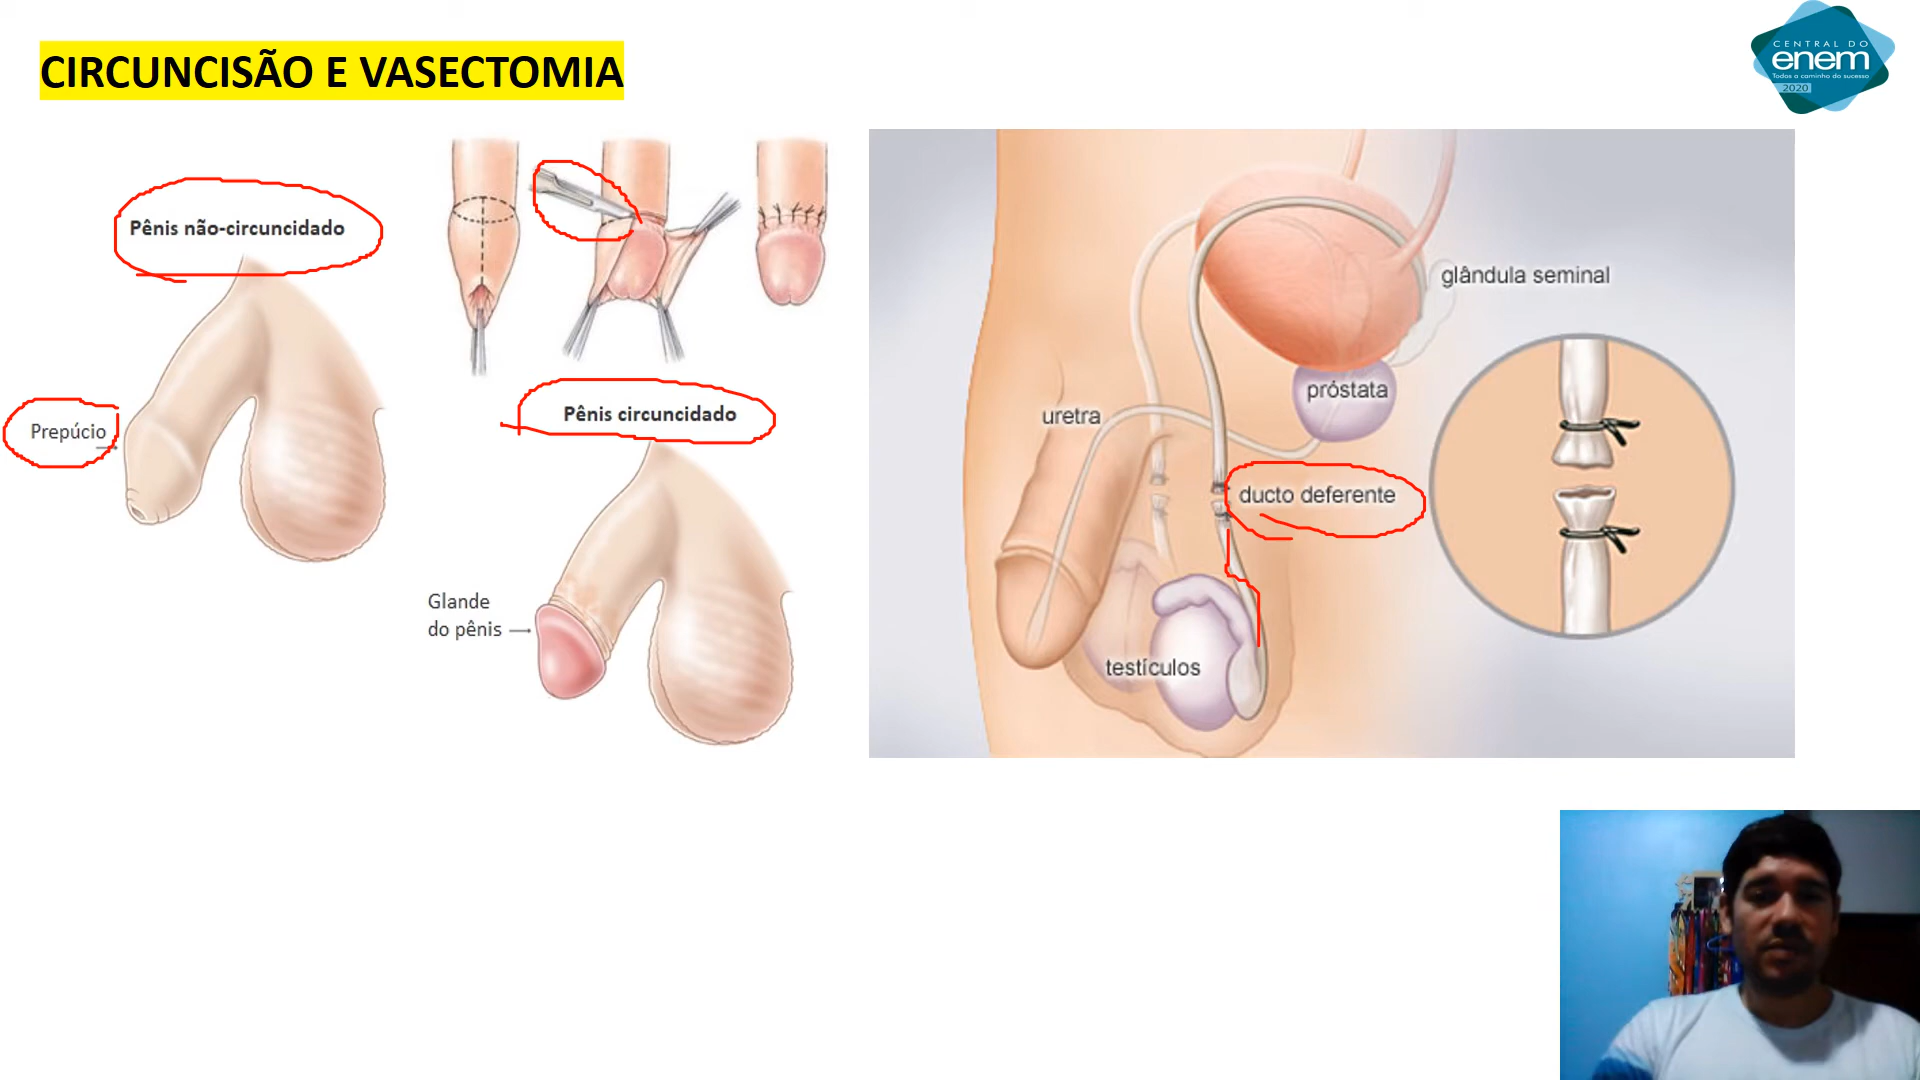 CIRCUNCISÃO E VASECTOMIA
CENTRAL DO
enem
Todos a caminho do sucesso
2020
Pênis não-circuncidado
Prepúcio
Pênis circuncidado
Glande
do pênis
glândula seminal
próstata
uretra
ducto deferente
testículos